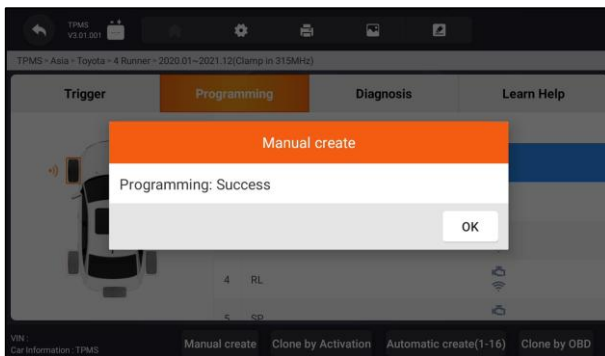 TPMS
V3.01.001
TPMS > Asia > Toyota > 4 Runner > 2020.01~2021.12(Clamp in 315MHz)
Trigger Programming Diagnosis Learn Help
Manual create
Programming: Success
OK
4 RL
5 SP
VIN :
Car Information : TPMS
Manual create Clone by Activation Automatic create(1-16) Clone by OBD